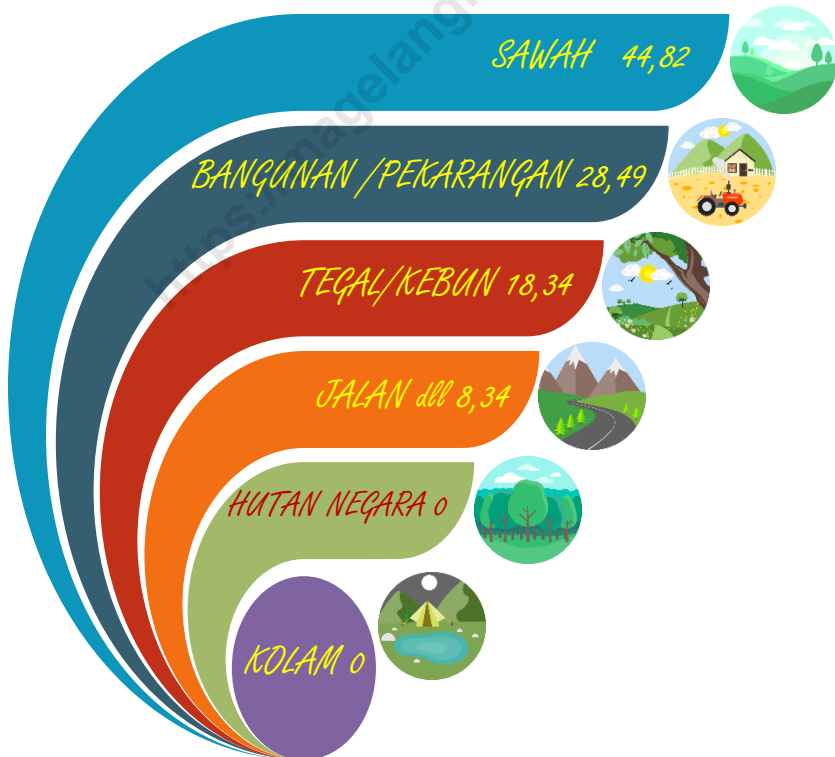 SAWAH 44,82
BANGUNAN /PEKARANGAN 28,49
TEGAL/KEBUN 18,34
JALAN dll 8,34
HUTAN NEGARA 0
KOLAM 0